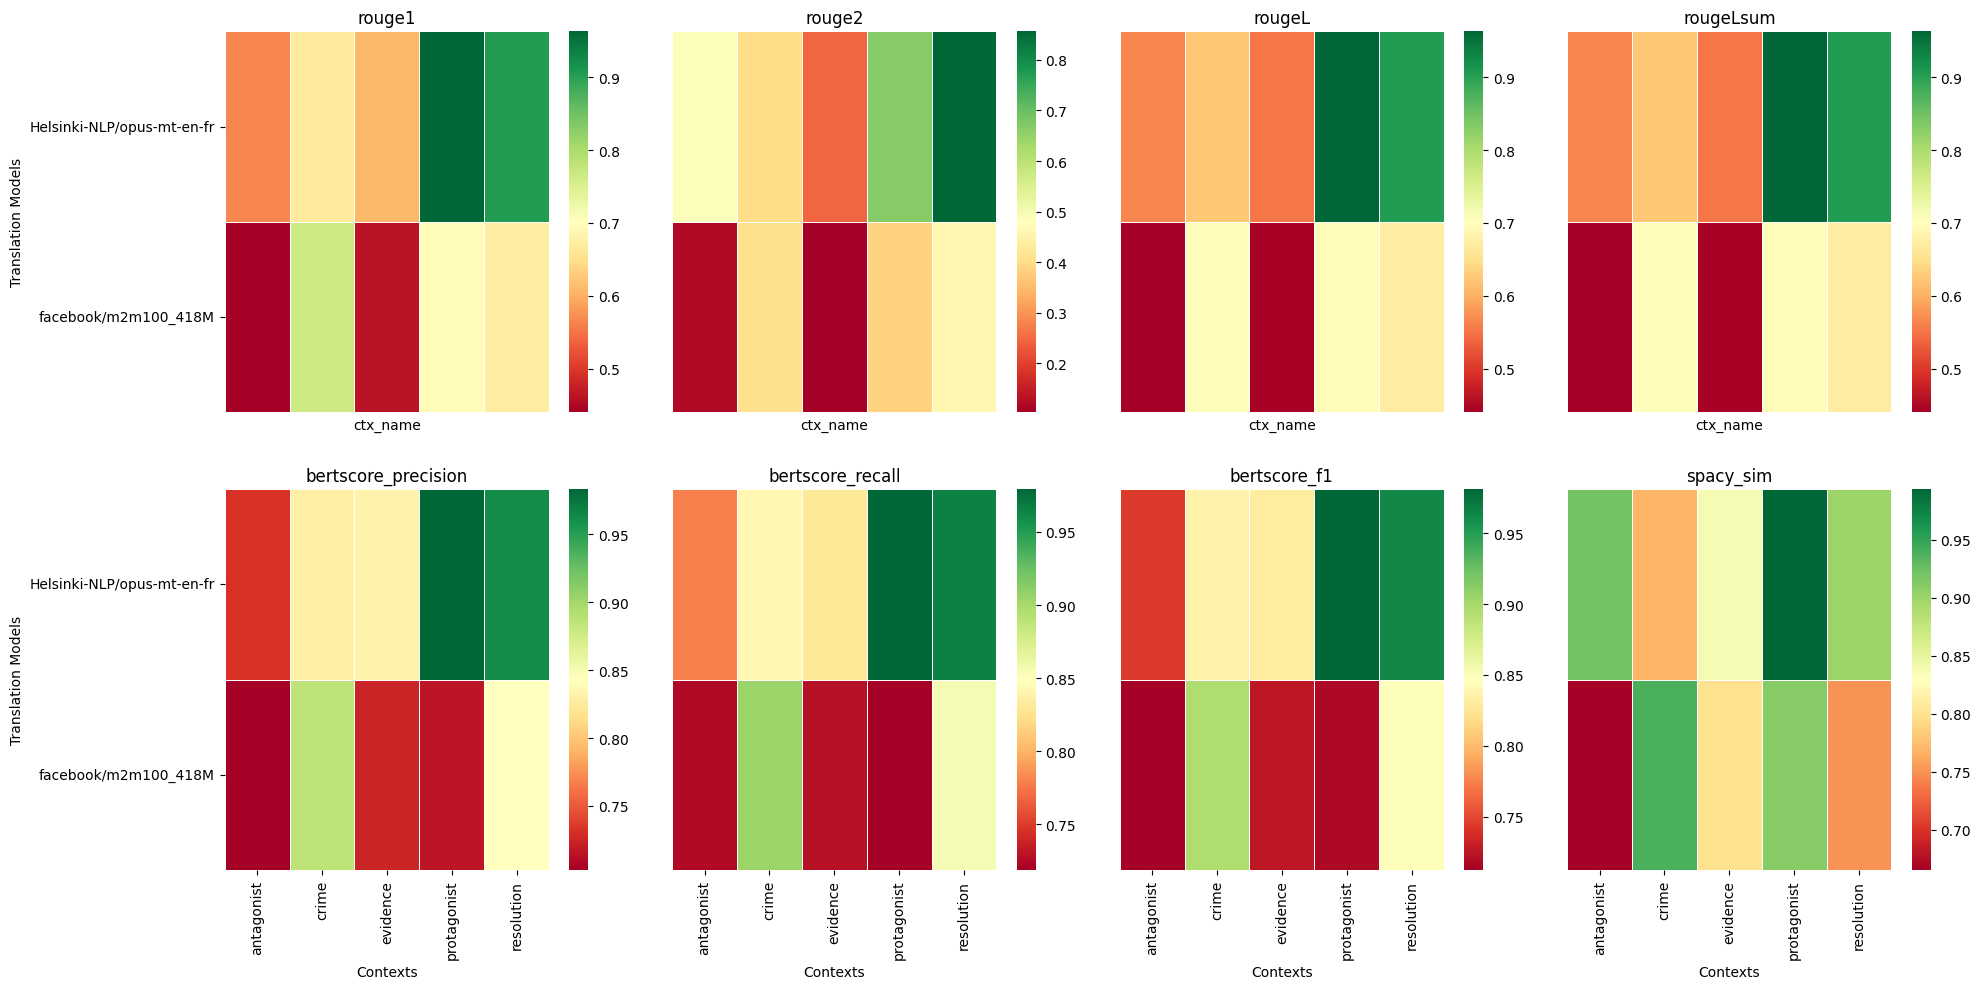 rouge1
rouge2
rougeL
rougeLsum
Translation Models
Helsinki-NLP/opus-mt-en-fr
facebook/m2m100_418M
0.9
0.8
0.7
0.6
0.5
0.8
0.7
0.6
0.5
0.4
0.3
0.2
0.9
0.8
0.7
0.6
0.5
0.9
0.8
0.7
0.6
0.5
ctx_name
ctx_name
ctx_name
ctx_name
bertscore_precision
bertscore_recall
bertscore_f1
spacy_sim
Translation Models
Helsinki-NLP/opus-mt-en-fr
facebook/m2m100_418M
0.95
0.90
0.85
0.80
0.75
0.95
0.90
0.85
0.80
0.75
0.95
0.90
0.85
0.80
0.75
0.95
0.90
0.85
0.80
0.75
0.70
antagonist
crime
evidence
protagonist
resolution
antagonist
crime
evidence
protagonist
resolution
antagonist
crime
evidence
protagonist
resolution
antagonist
crime
evidence
protagonist
resolution
Contexts
Contexts
Contexts
Contexts